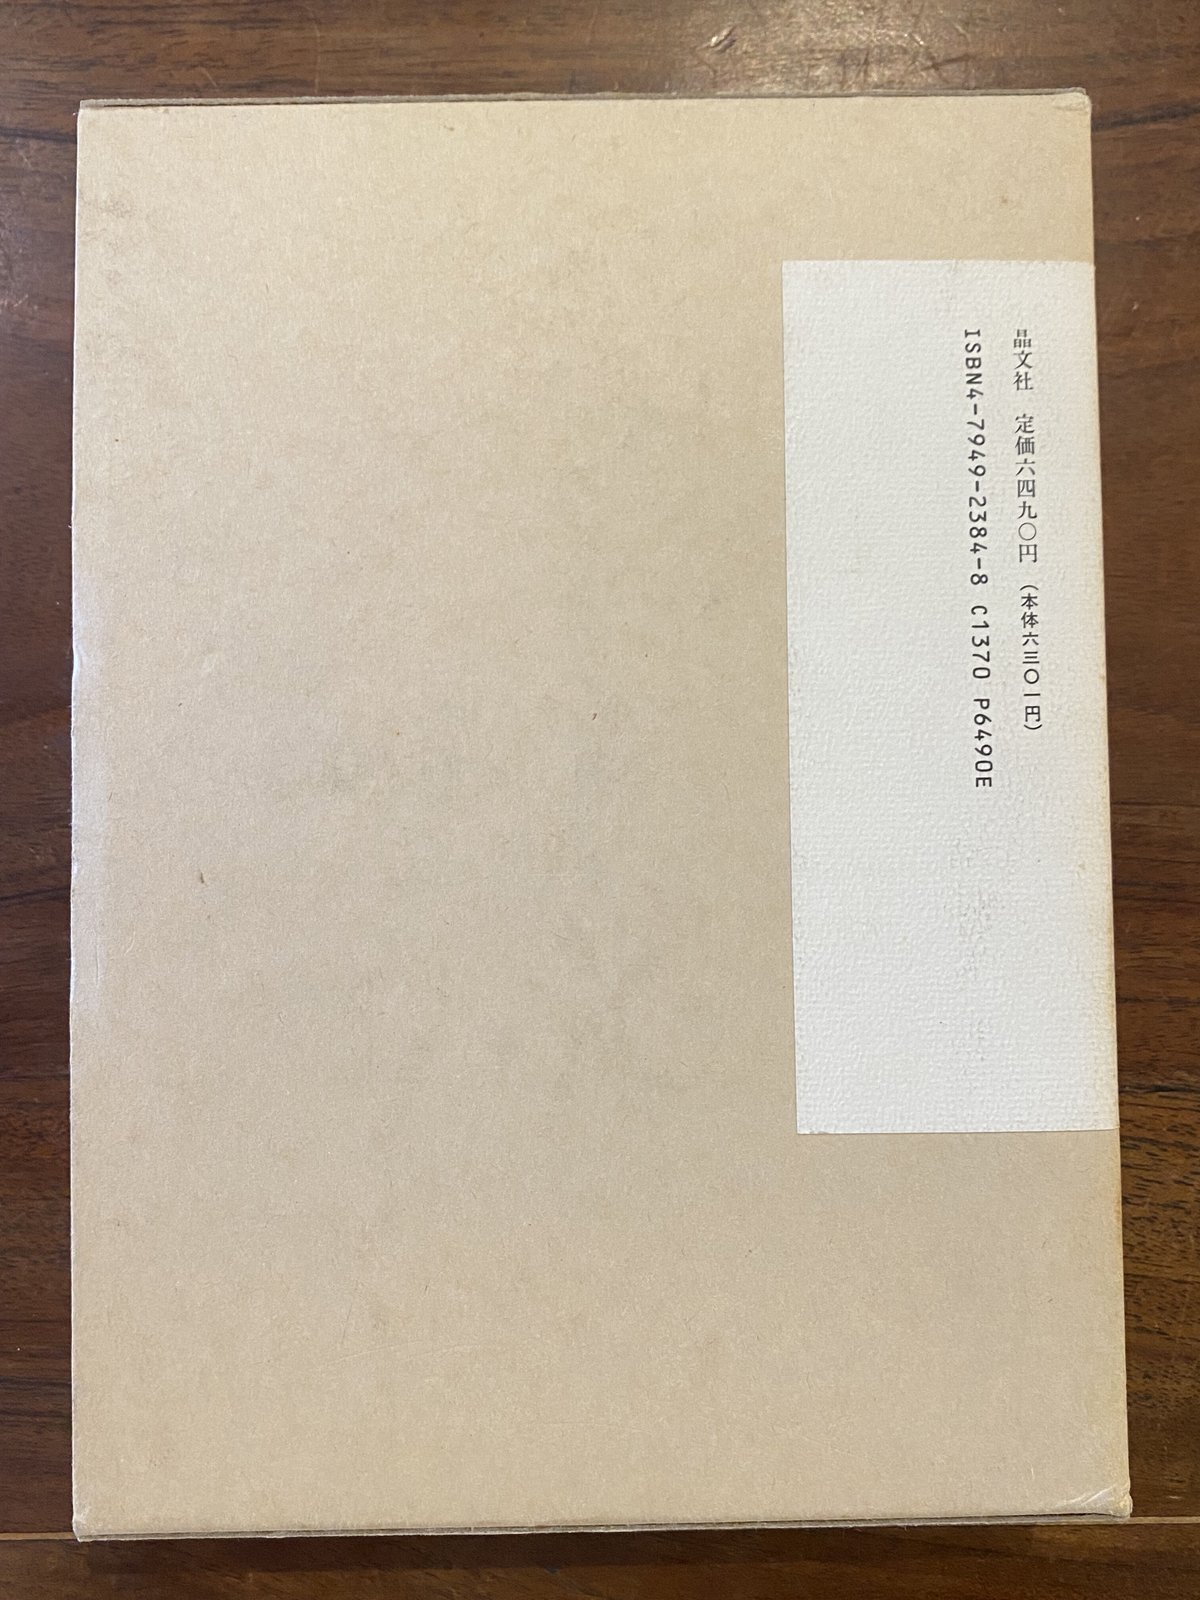 晶文社　定価六四九〇円（本体六三〇一円）
ISBN4-7949-2384-8 C1370 P6490E